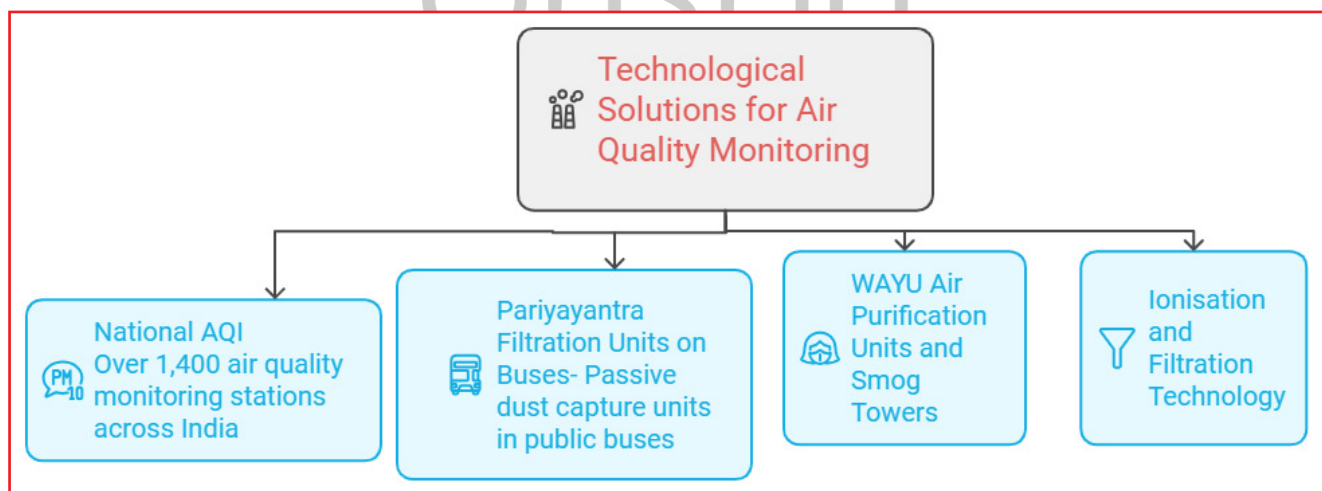 Technological
Solutions for Air
Quality Monitoring
National AQI
Over 1,400 air quality
monitoring stations
across India
PM
10
Pariyayantra
Filtration Units on
Buses- Passive
dust capture units
in public buses
WAYU Air
Purification
Units and
Smog
Towers
Ionisation
and
Filtration
Technology